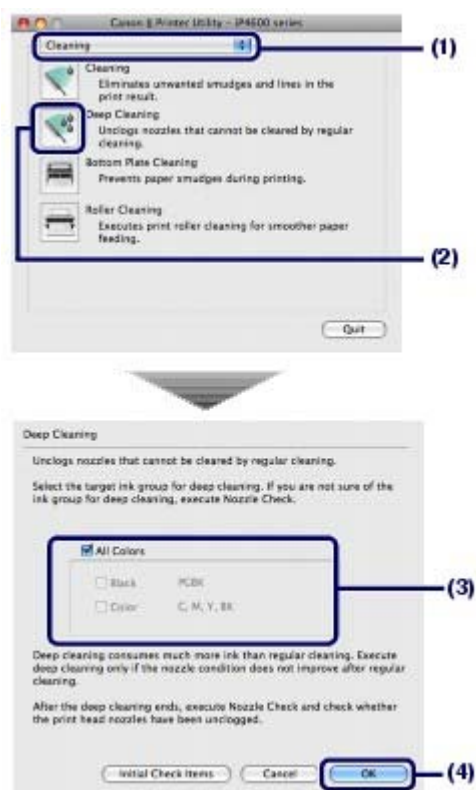 Canon IJ Printer Utility – iP4600 series
Cleaning
(1)
Cleaning
Eliminates unwanted smudges and lines in the
print result.
Deep Cleaning
Unclogs nozzles that cannot be cleared by regular
cleaning.
Bottom Plate Cleaning
Prevents paper smudges during printing.
Roller Cleaning
Executes print roller cleaning for smoother paper
feeding.
(2)
Quit
Deep Cleaning
Unclogs nozzles that cannot be cleared by regular cleaning.
Select the target ink group for deep cleaning. If you are not sure of the
ink group for deep cleaning, execute Nozzle Check.
All Colors
Black PGBK
(3)
Color C, M, Y, BK
Deep cleaning consumes much more ink than regular cleaning. Execute
deep cleaning only if the nozzle condition does not improve after regular
cleaning.
After the deep cleaning ends, execute Nozzle Check and check whether
the print head nozzles have been unclogged.
Initial Check Items Cancel OK (4)